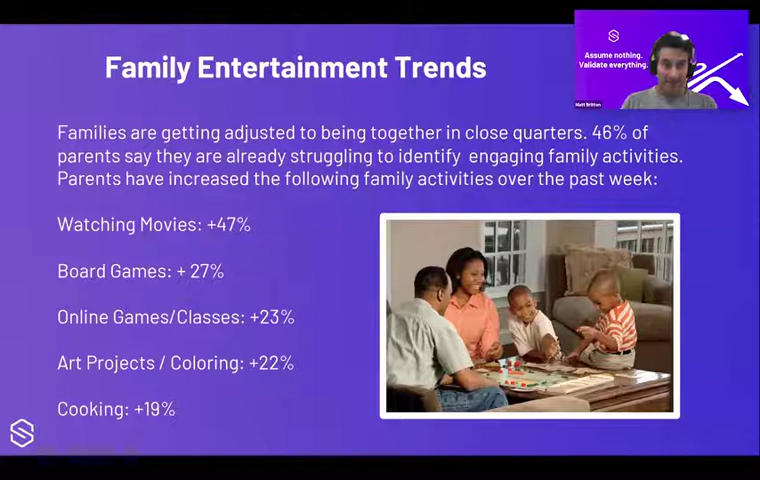 Family Entertainment Trends
Assume nothing.
Validate everything.
Matt Britton
Families are getting adjusted to being together in close quarters. 46% of
parents say they are already struggling to identify engaging family activities.
Parents have increased the following family activities over the past week:
Watching Movies: +47%
Board Games: + 27%
Online Games/Classes: +23%
Art Projects / Coloring: +22%
Cooking: +19%